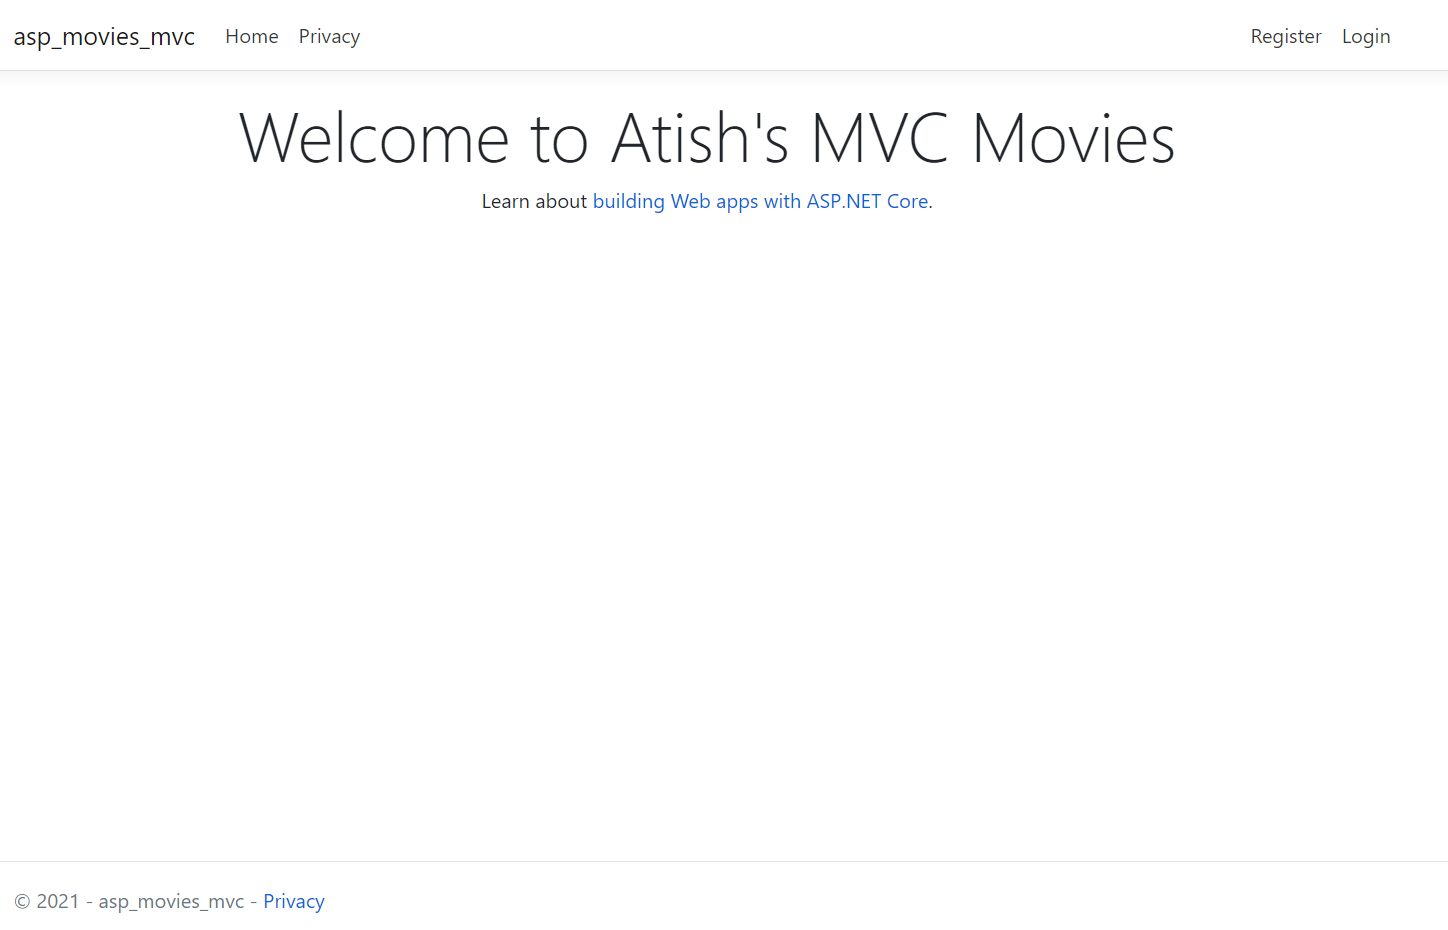 asp_movies_mvc Home Privacy Register Login
Welcome to Atish's MVC Movies
Learn about building Web apps with ASP.NET Core.
© 2021 - asp_movies_mvc - Privacy